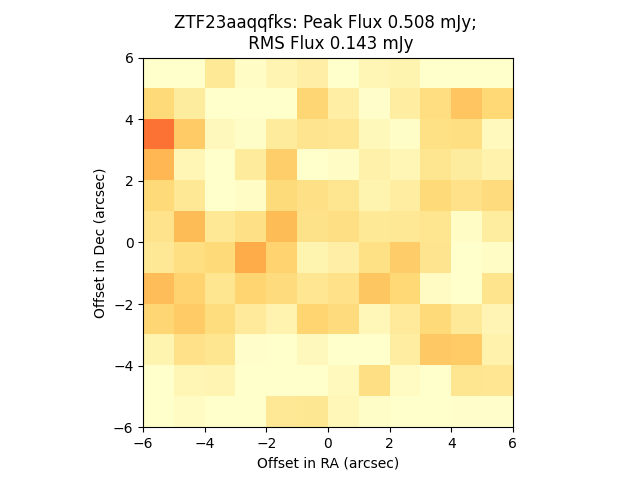 ZTF23aaqqfks: Peak Flux 0.508 mJy;
RMS Flux 0.143 mJy
6
4
2
0
−2
−4
−6
Offset in Dec (arcsec)
−6 −4 −2 0 2 4 6
Offset in RA (arcsec)